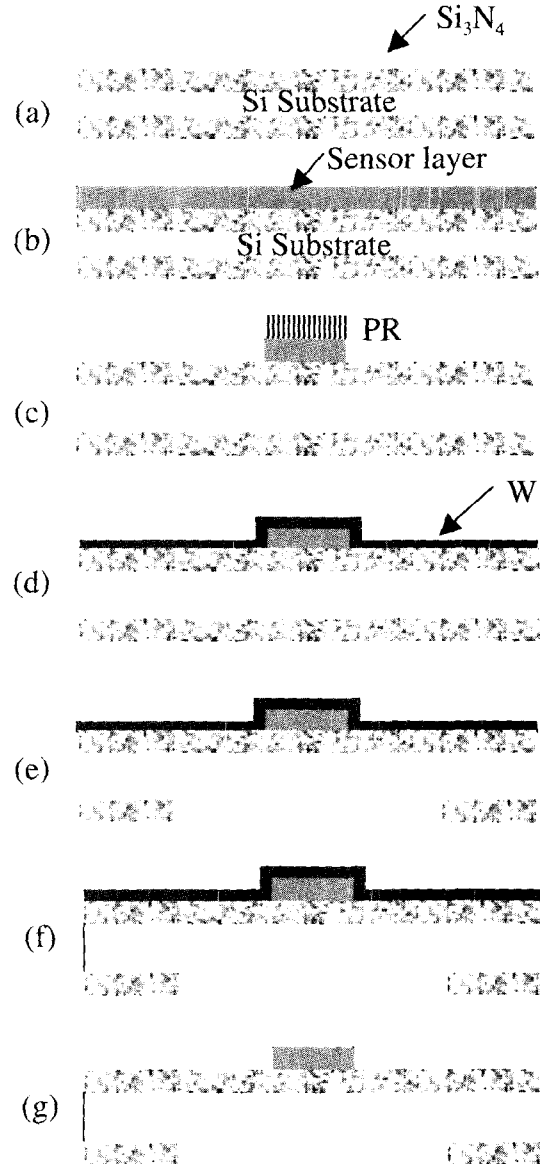 Si₃N₄
(a)
Si Substrate
Sensor layer
(b)
Si Substrate
(c)
PR
(d)
W
(e)
(f)
(g)